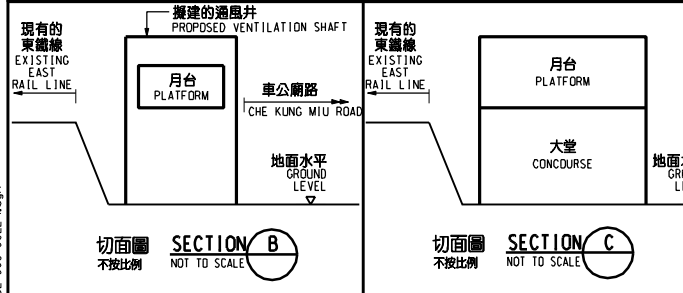 擬建的通風井
PROPOSED VENTILATION SHAFT
現有的
東鐵線
EXISTING
EAST
RAIL LINE
月台
PLATFORM
車公廟路
CHE KUNG MIU ROAD
地面水平
GROUND
LEVEL
切面圖
不按比例
SECTION B
NOT TO SCALE
現有的
東鐵線
EXISTING
EAST
RAIL LINE
月台
PLATFORM
大堂
CONCOURSE
地面
切面圖
不按比例
SECTION C
NOT TO SCALE